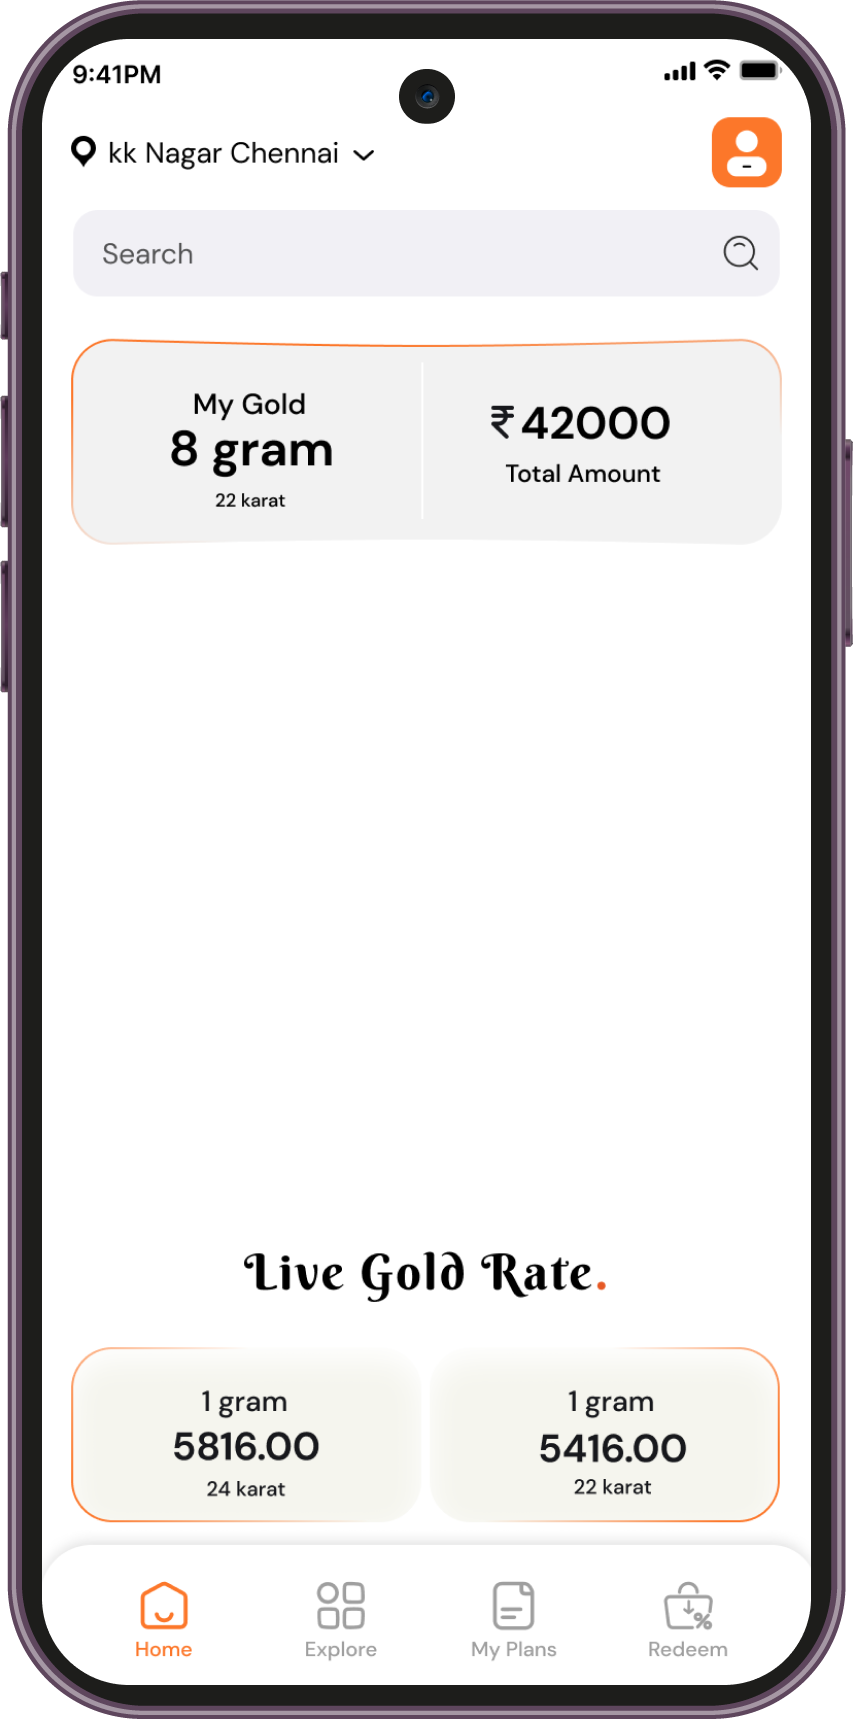 9:41PM
kk Nagar Chennai
Search
My Gold
8 gram
22 karat
₹42000
Total Amount
Live Gold Rate.
1 gram
5816.00
24 karat
1 gram
5416.00
22 karat
Home
Explore
My Plans
Redeem